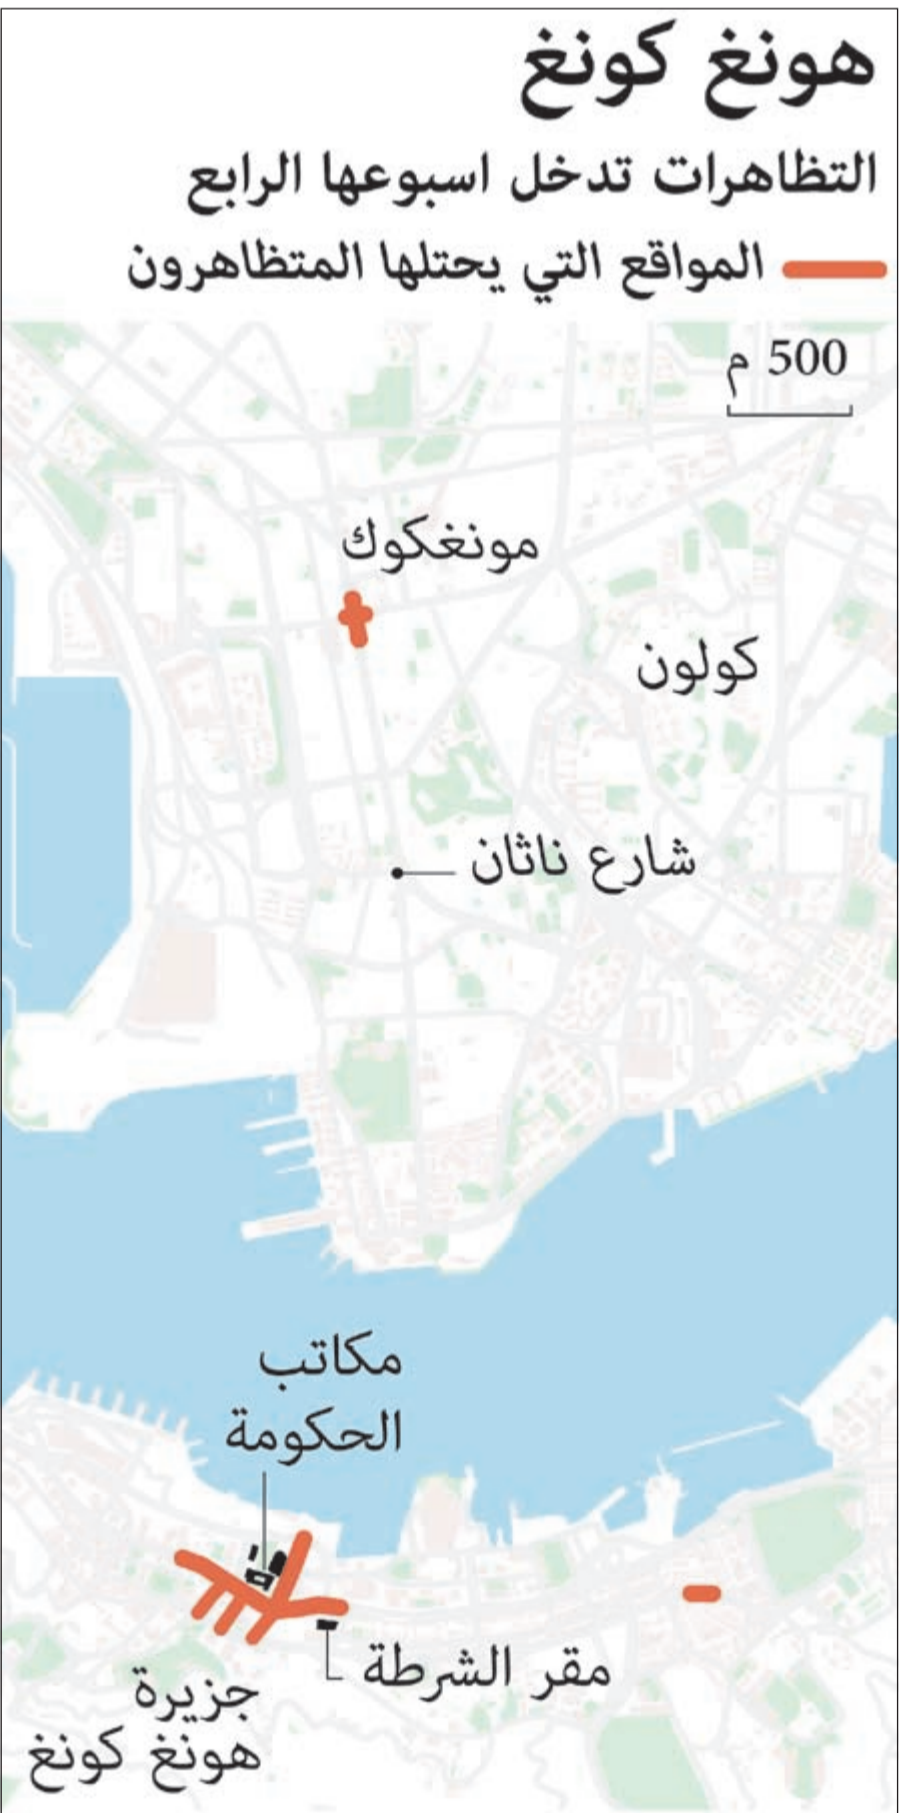 هونغ كونغ
التظاهرات تدخل اسبوعها الرابع
المواقع التي يحتلها المتظاهرون
500 م
مونغكوك
كولون
شارع ناثان
مكاتب
الحكومة
مقر الشرطة
جزيرة
هونغ كونغ